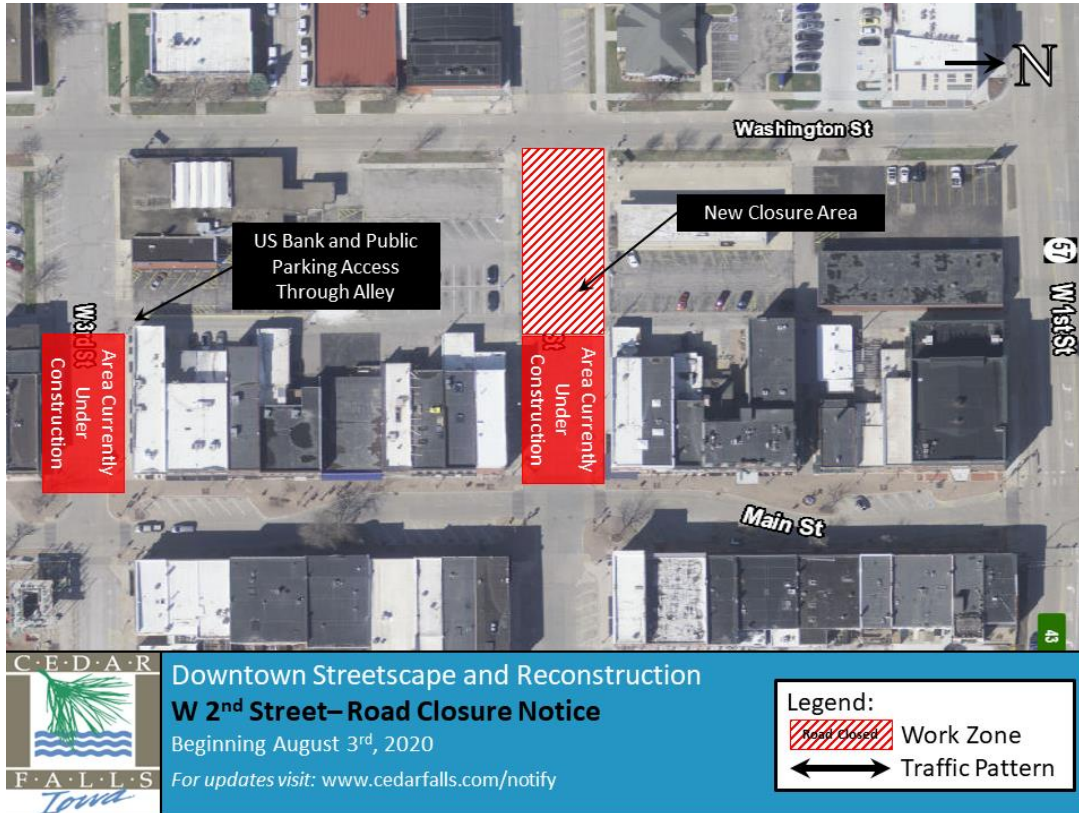 N
Washington St
New Closure Area
US Bank and Public
Parking Access
Through Alley
57
W 1st St
W 3rd St
Area Currently
Under
Construction
St
Area Currently
Under
Construction
Main St
43
C·E·D·A·R
F·A·L·L·S
Iowa
Downtown Streetscape and Reconstruction
W 2nd Street–Road Closure Notice
Beginning August 3rd, 2020
For updates visit: www.cedarfalls.com/notify
Legend:
Road Closed
Work Zone
Traffic Pattern